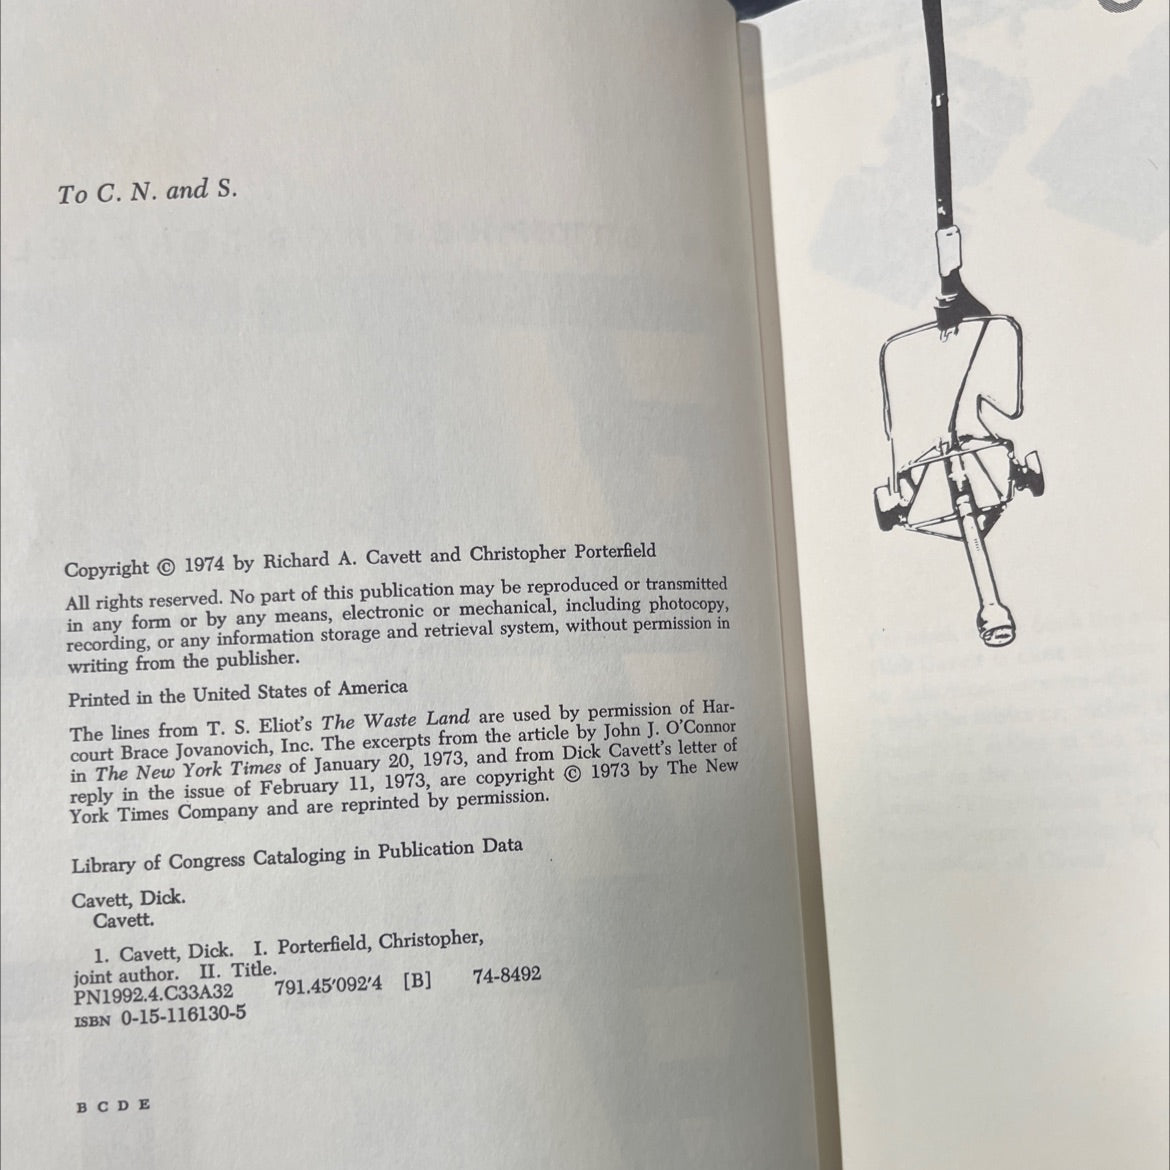 To C. N. and S.
Copyright © 1974 by Richard A. Cavett and Christopher Porterfield
All rights reserved. No part of this publication may be reproduced or transmitted
in any form or by any means, electronic or mechanical, including photocopy,
recording, or any information storage and retrieval system, without permission in
writing from the publisher.
Printed in the United States of America
The lines from T. S. Eliot's The Waste Land are used by permission of Har-
court Brace Jovanovich, Inc. The excerpts from the article by John J. O'Connor
in The New York Times of January 20, 1973, and from Dick Cavett's letter of
reply in the issue of February 11, 1973, are copyright © 1973 by The New
York Times Company and are reprinted by permission.
Library of Congress Cataloging in Publication Data
Cavett, Dick.
Cavett.
1. Cavett, Dick. I. Porterfield, Christopher,
joint author. II. Title.
PN1992.4.C33A32 791.45'092'4 [B] 74-8492
ISBN 0-15-116130-5
B C D E